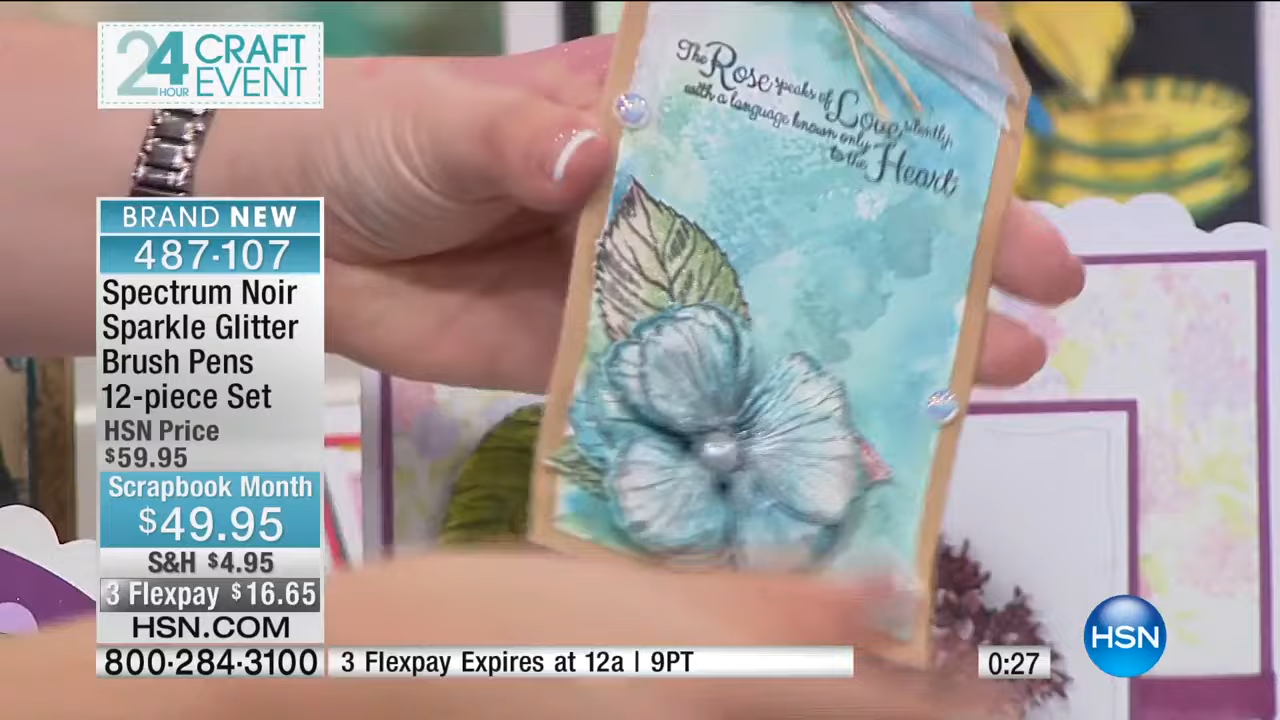 24 HOUR CRAFT EVENT
The Rose speaks of Love silently,
with a language known only
to the Heart
BRAND NEW
487·107
Spectrum Noir
Sparkle Glitter
Brush Pens
12-piece Set
HSN Price
$59.95
Scrapbook Month
$49.95
S&H $4.95
3 Flexpay $16.65
HSN.COM
800·284·3100
3 Flexpay Expires at 12a | 9PT
0:27
HSN